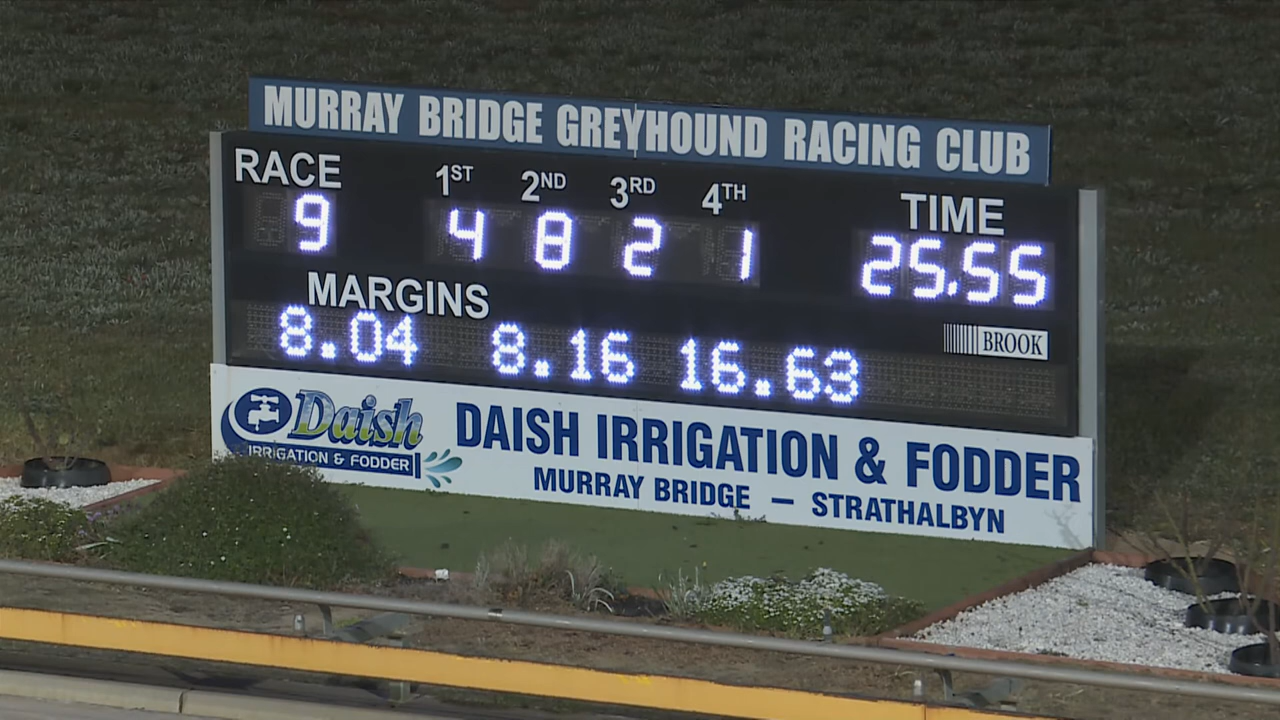 MURRAY BRIDGE GREYHOUND RACING CLUB
RACE 1ST 2ND 3RD 4TH TIME
9 4 8 2 1 25.55
MARGINS
8.04 8.16 16.63
BROOK
Daish
IRRIGATION & FODDER
DAISH IRRIGATION & FODDER
MURRAY BRIDGE — STRATHALBYN